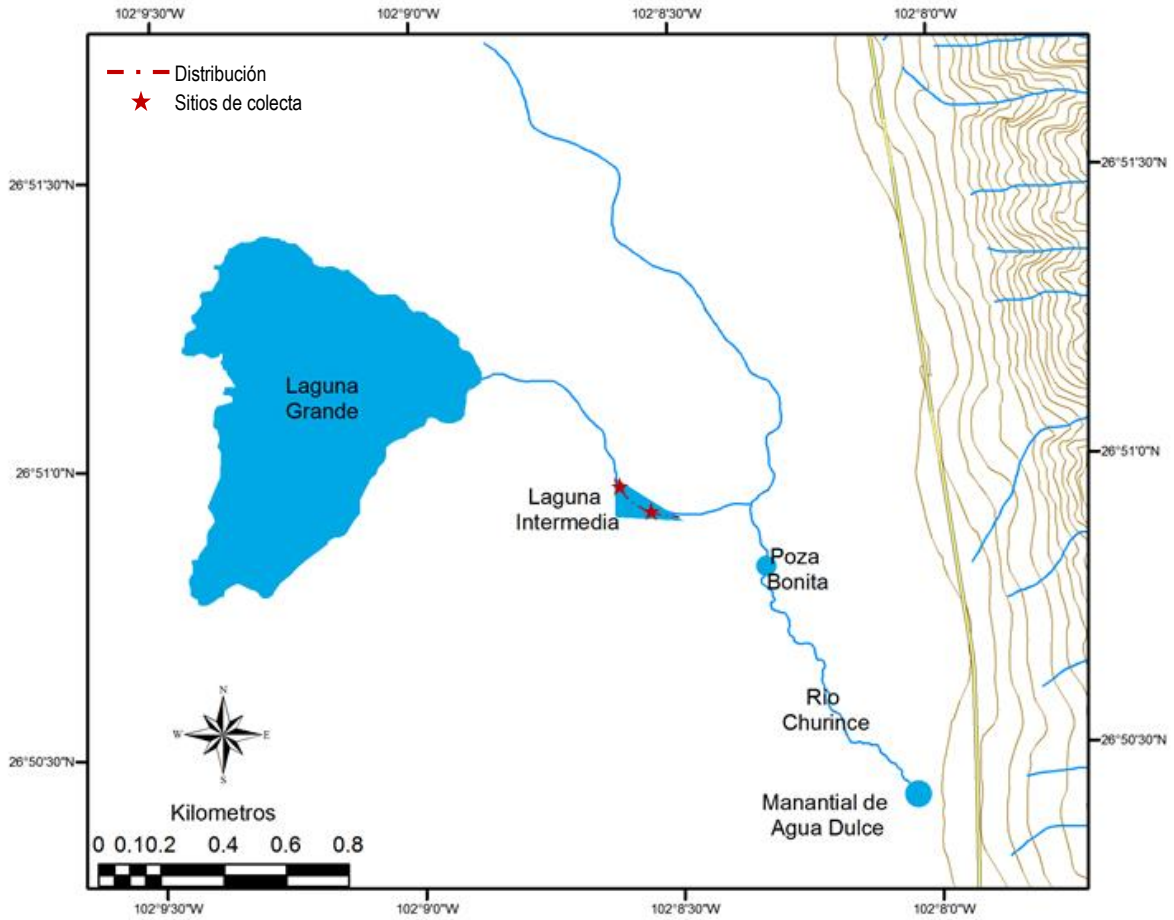 102°9'30"W
102°9'0"W
102°8'30"W
102°8'0"W
Distribución
Sitios de colecta
26°51'30"N
26°51'30"N
Laguna
Grande
26°51'0"N
26°51'0"N
Laguna
Intermedia
Poza
Bonita
Río
Churince
26°50'30"N
26°50'30"N
N
W
E
S
Manantial de
Agua Dulce
Kilometros
0 0.10.2 0.4 0.6 0.8
102°9'30"W
102°9'0"W
102°8'30"W
102°8'0"W